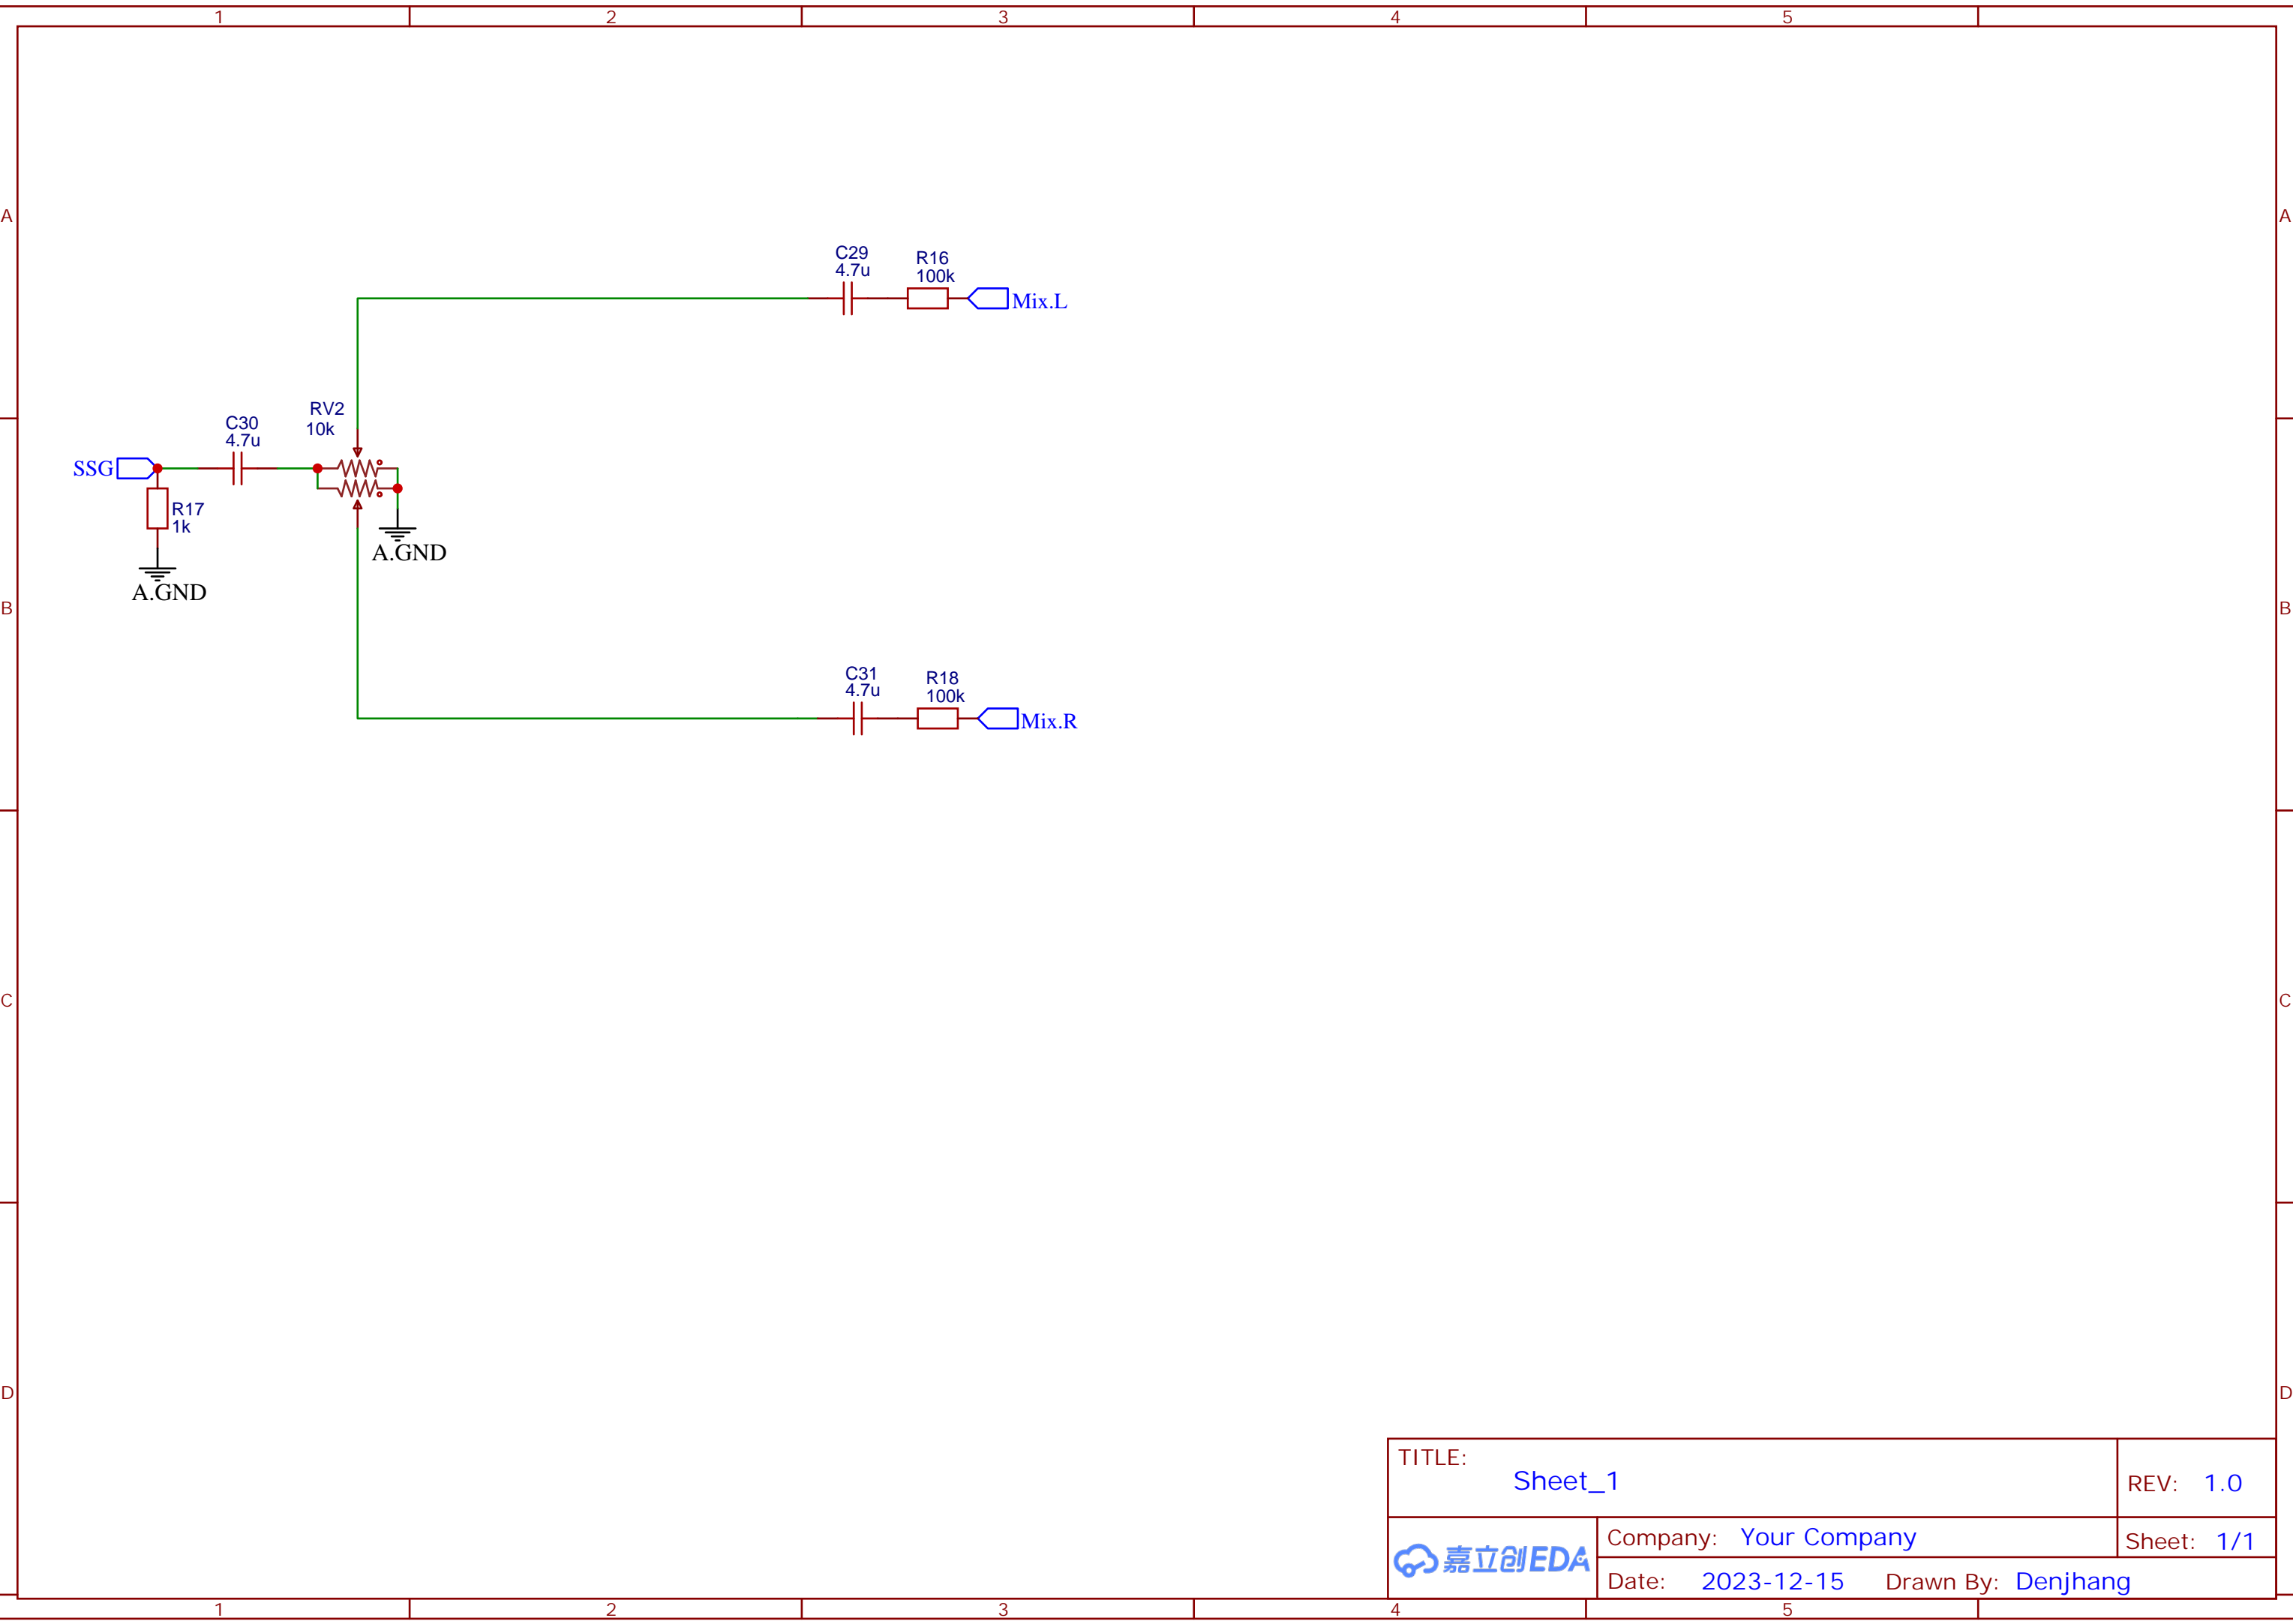 1 2 3 4 5
A A
C29
4.7u
R16
100k
Mix.L
RV2
10k
C30
4.7u
SSG
R17
1k
A.GND
A.GND
B B
C31
4.7u
R18
100k
Mix.R
C C
D D
TITLE:
Sheet_1
REV: 1.0
嘉立创EDA
Company: Your Company
Sheet: 1/1
Date: 2023-12-15 Drawn By: Denjhang
1 2 3 4 5